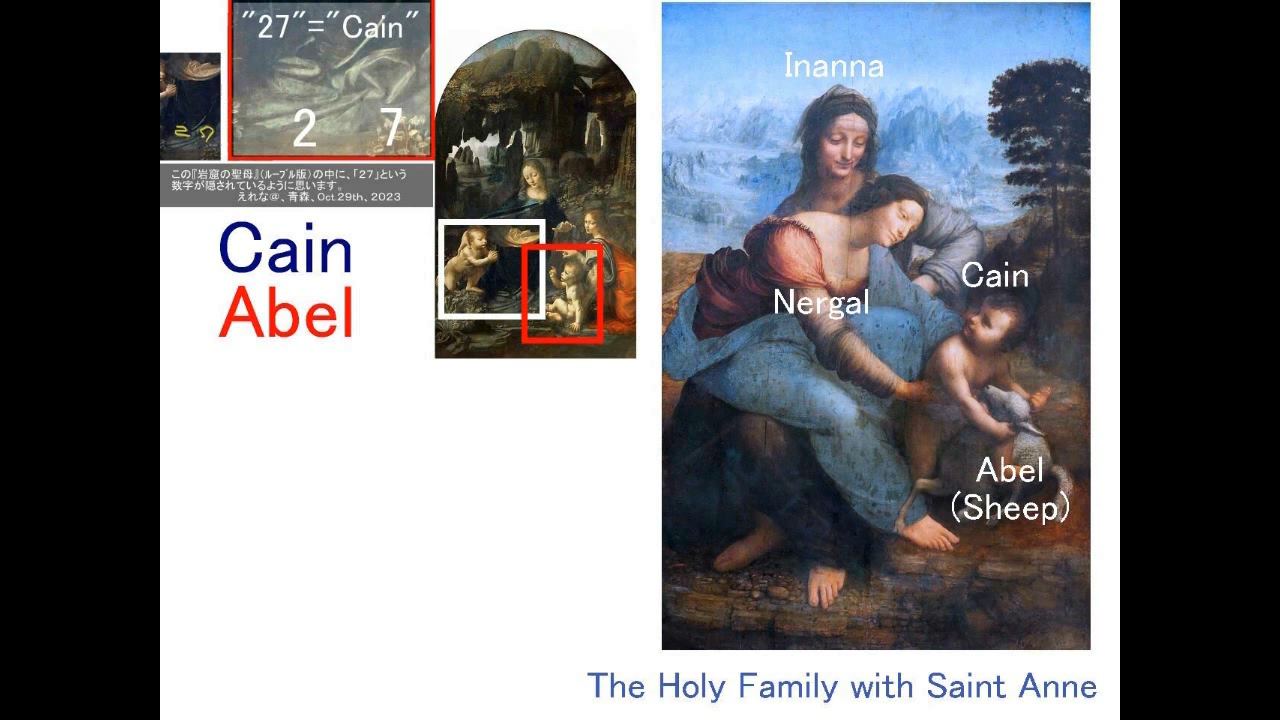 "27"="Cain"
2 7
27
この『岩窟の聖母』(ルーブル版)の中に、「27」という
数字が隠されているように思います。
えれな@、青森、Oct.29th、2023
Cain
Abel
Inanna
Nergal
Cain
Abel
(Sheep)
The Holy Family with Saint Anne